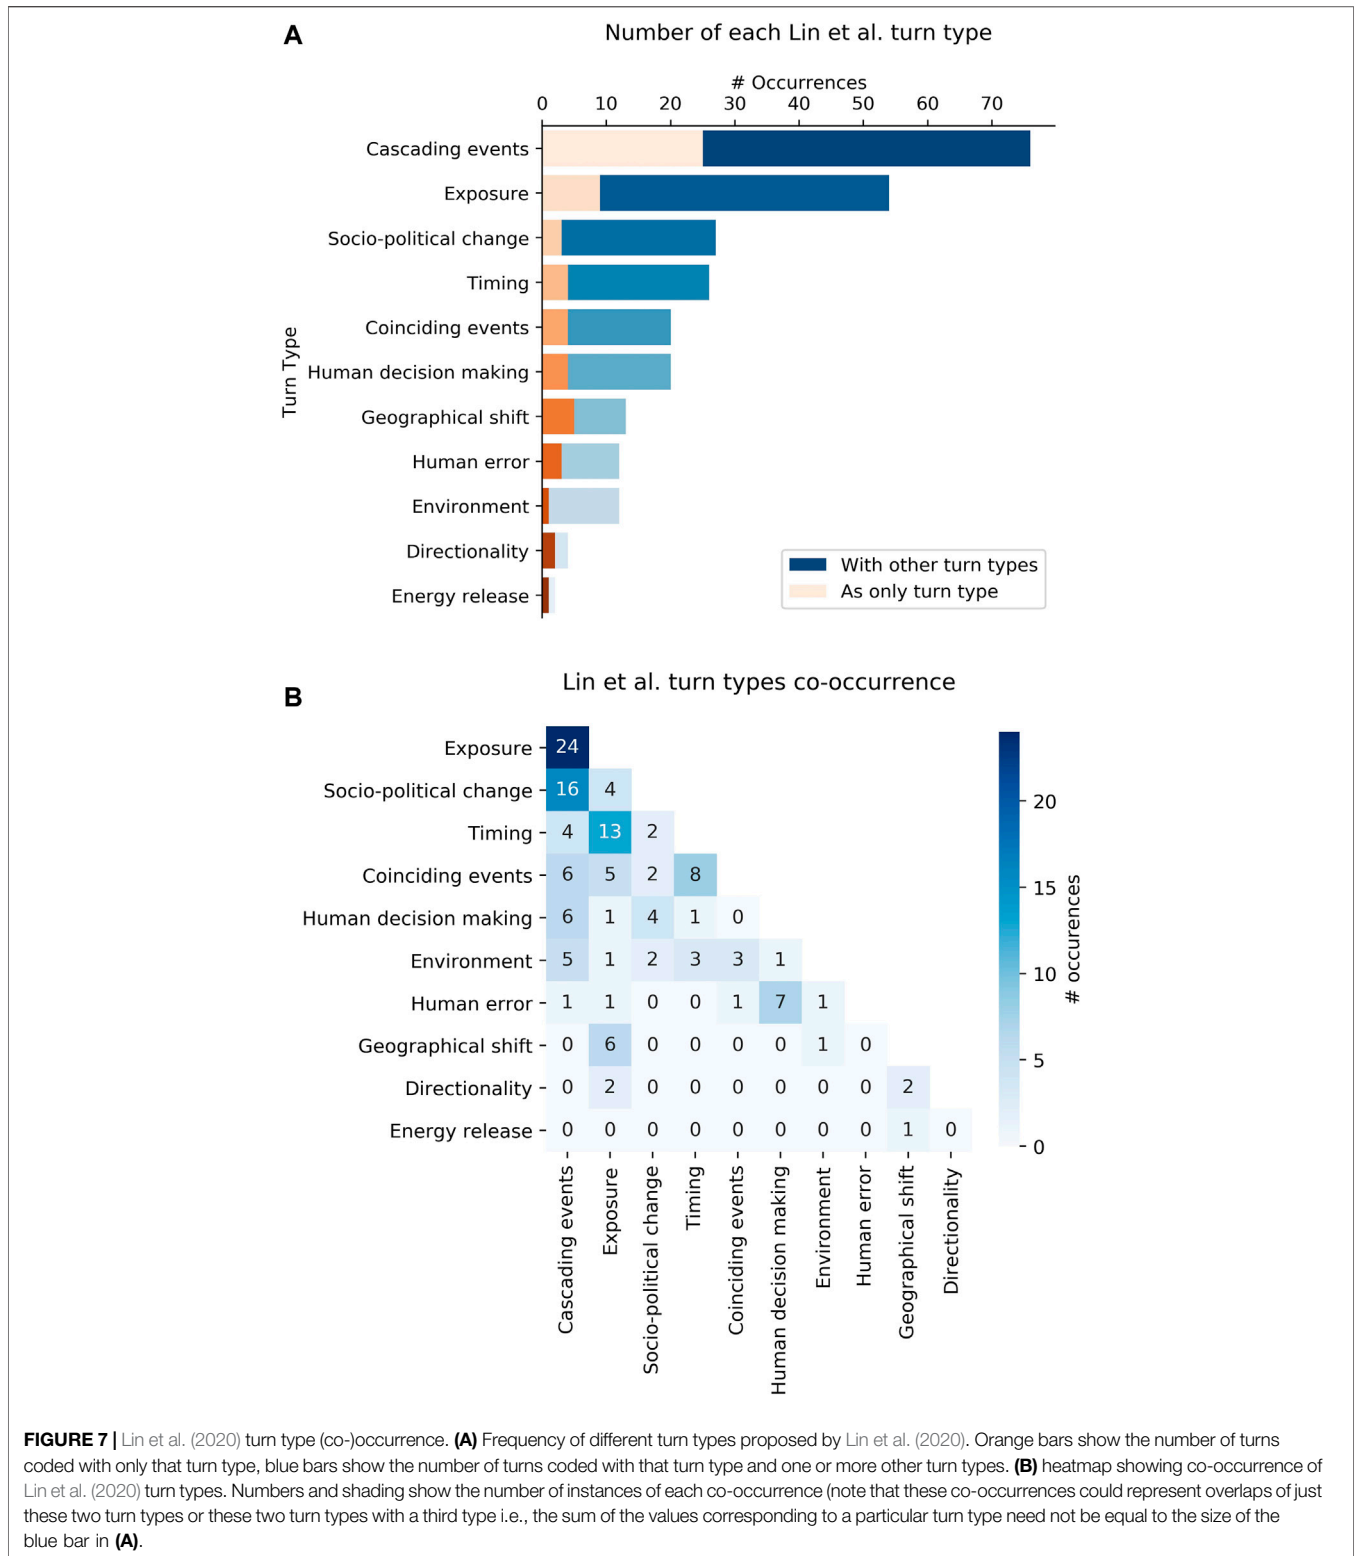 A
Number of each Lin et al. turn type
# Occurrences
0 10 20 30 40 50 60 70
Turn Type
Cascading events
Exposure
Socio-political change
Timing
Coinciding events
Human decision making
Geographical shift
Human error
Environment
Directionality
Energy release
With other turn types
As only turn type
B
Lin et al. turn types co-occurrence
Exposure 24
Socio-political change 16 4
Timing 4 13 2
Coinciding events 6 5 2 8
Human decision making 6 1 4 1 0
Environment 5 1 2 3 3 1
Human error 1 1 0 0 1 7 1
Geographical shift 0 6 0 0 0 0 1 0
Directionality 0 2 0 0 0 0 0 0 2
Energy release 0 0 0 0 0 0 0 0 1 0
Cascading events
Exposure
Socio-political change
Timing
Coinciding events
Human decision making
Environment
Human error
Geographical shift
Directionality
20
15
10
5
0
# occurences
FIGURE 7 | Lin et al. (2020) turn type (co-)occurrence. (A) Frequency of different turn types proposed by Lin et al. (2020). Orange bars show the number of turns
coded with only that turn type, blue bars show the number of turns coded with that turn type and one or more other turn types. (B) heatmap showing co-occurrence of
Lin et al. (2020) turn types. Numbers and shading show the number of instances of each co-occurrence (note that these co-occurrences could represent overlaps of just
these two turn types or these two turn types with a third type i.e., the sum of the values corresponding to a particular turn type need not be equal to the size of the
blue bar in (A).